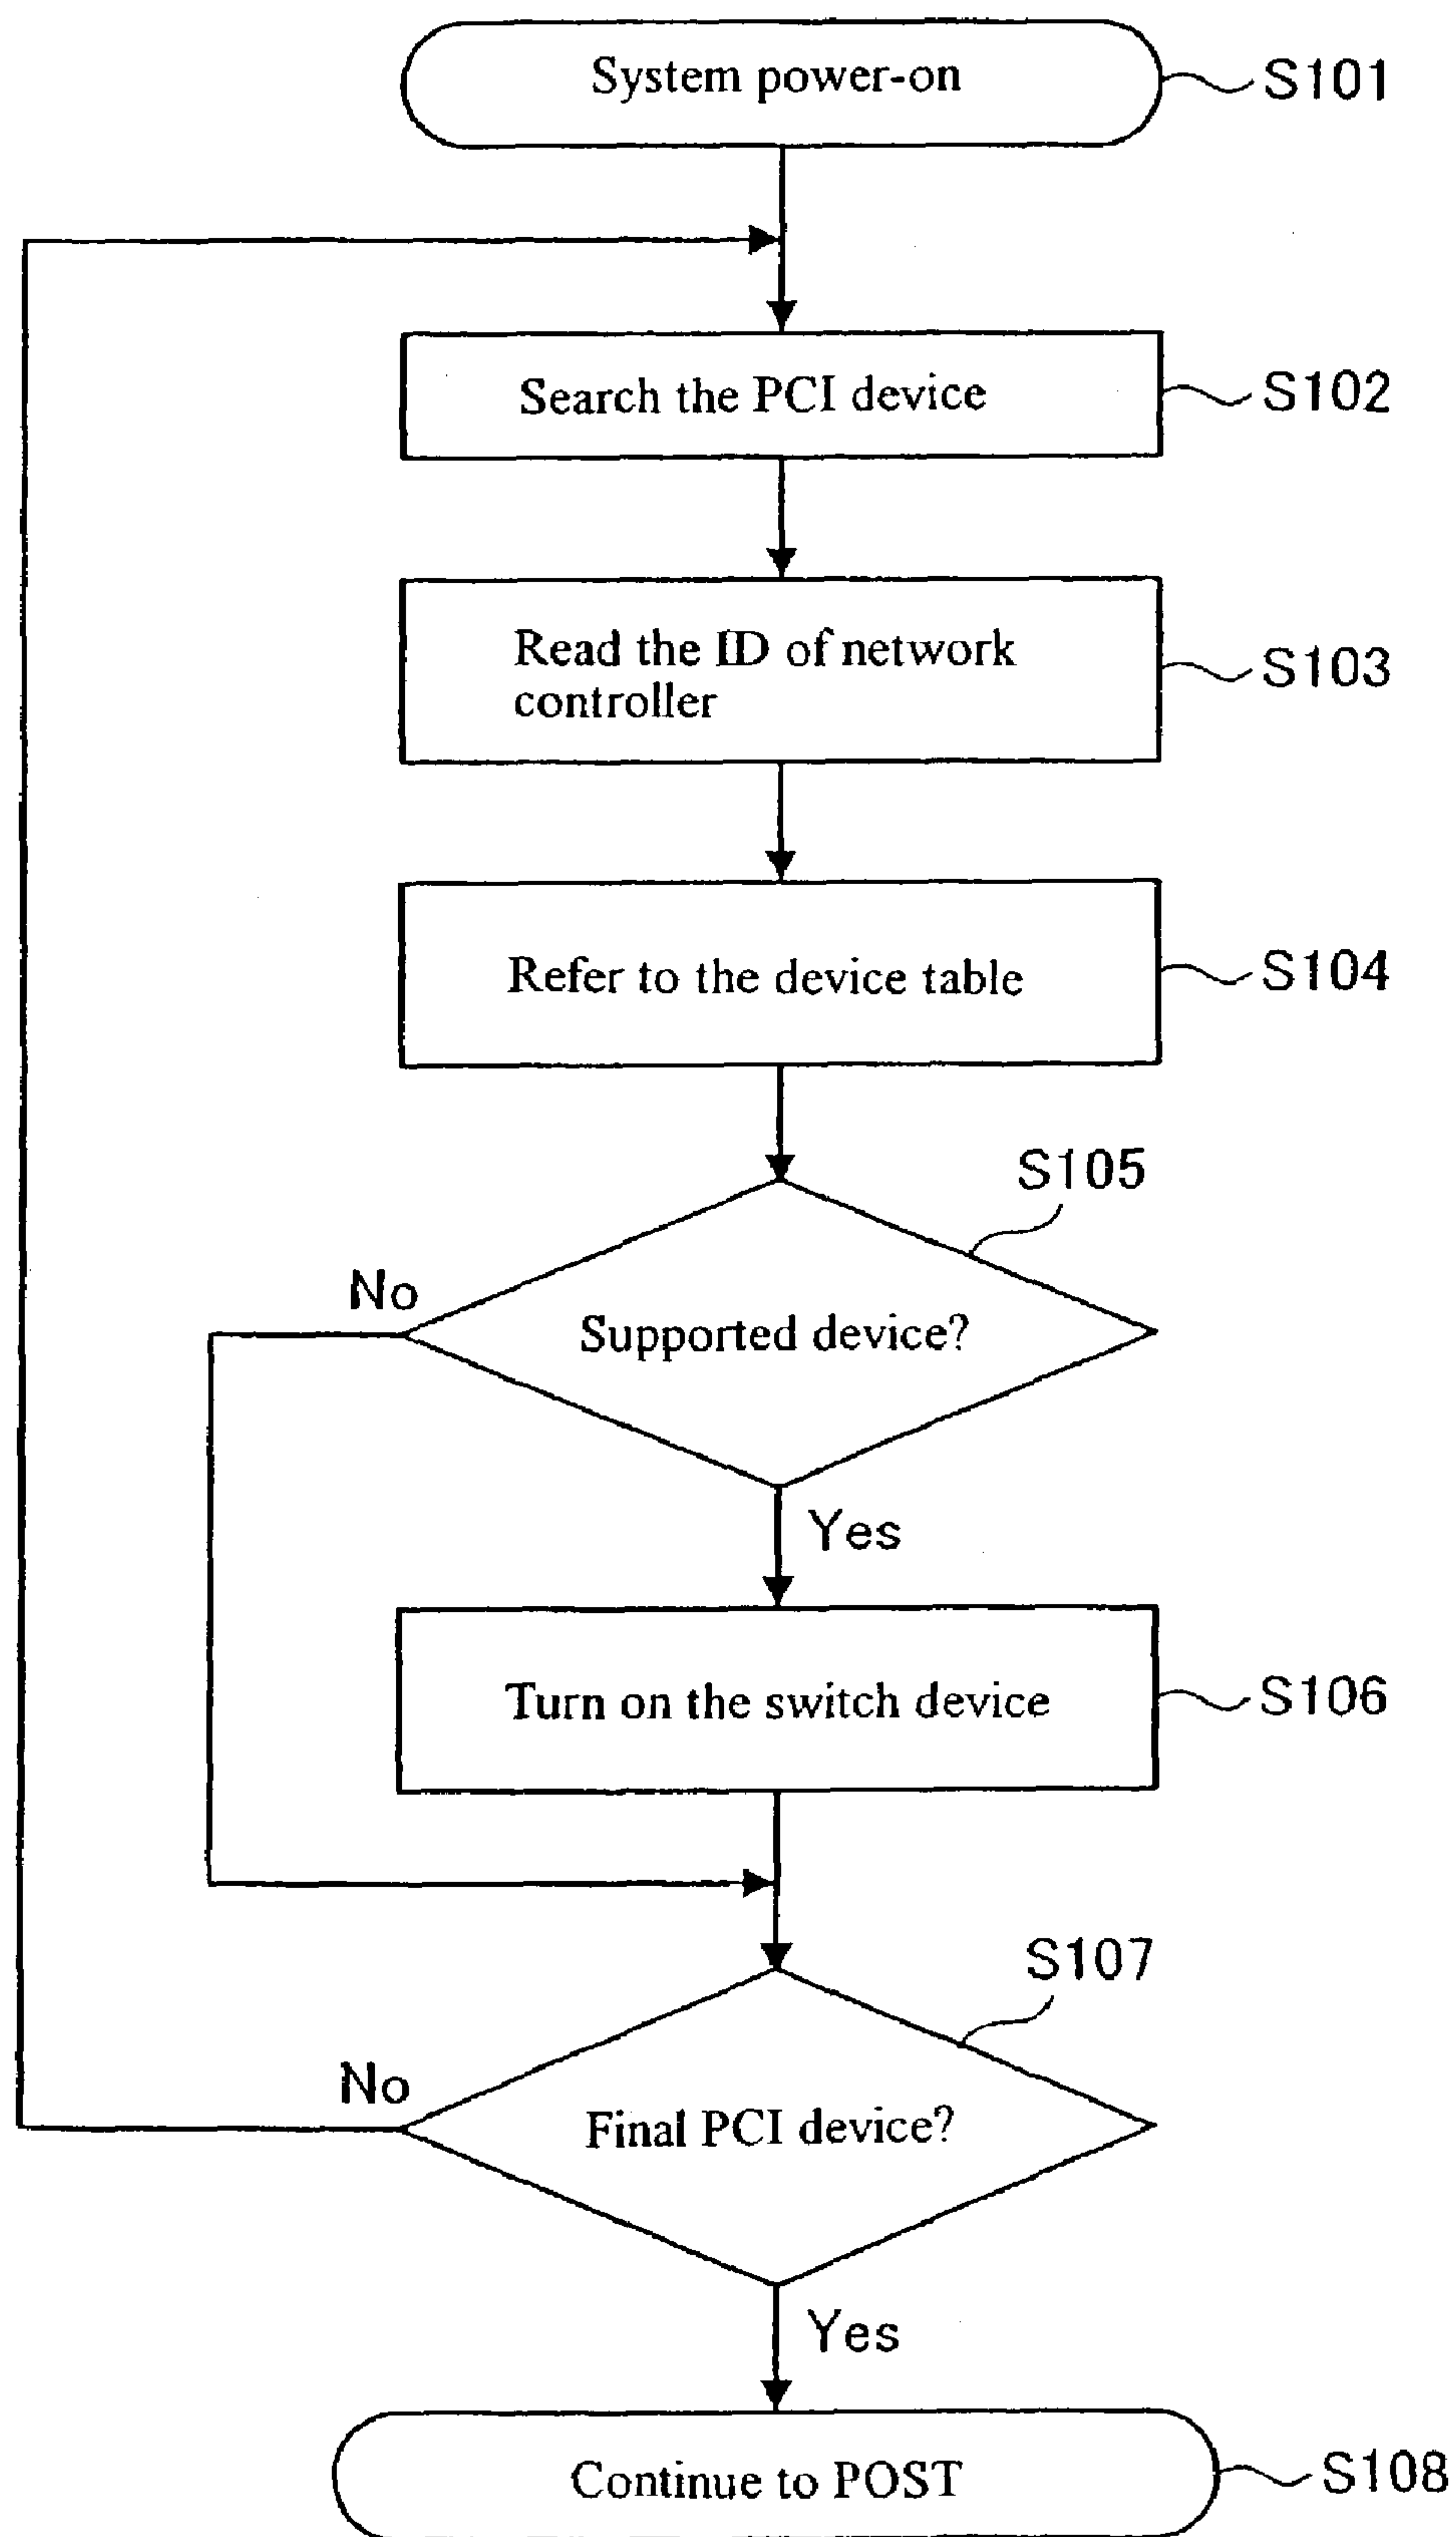 System power-on
S101
Search the PCI device
S102
Read the ID of network
controller
S103
Refer to the device table
S104
S105
No
Supported device?
Yes
Turn on the switch device
S106
S107
No
Final PCI device?
Yes
Continue to POST
S108